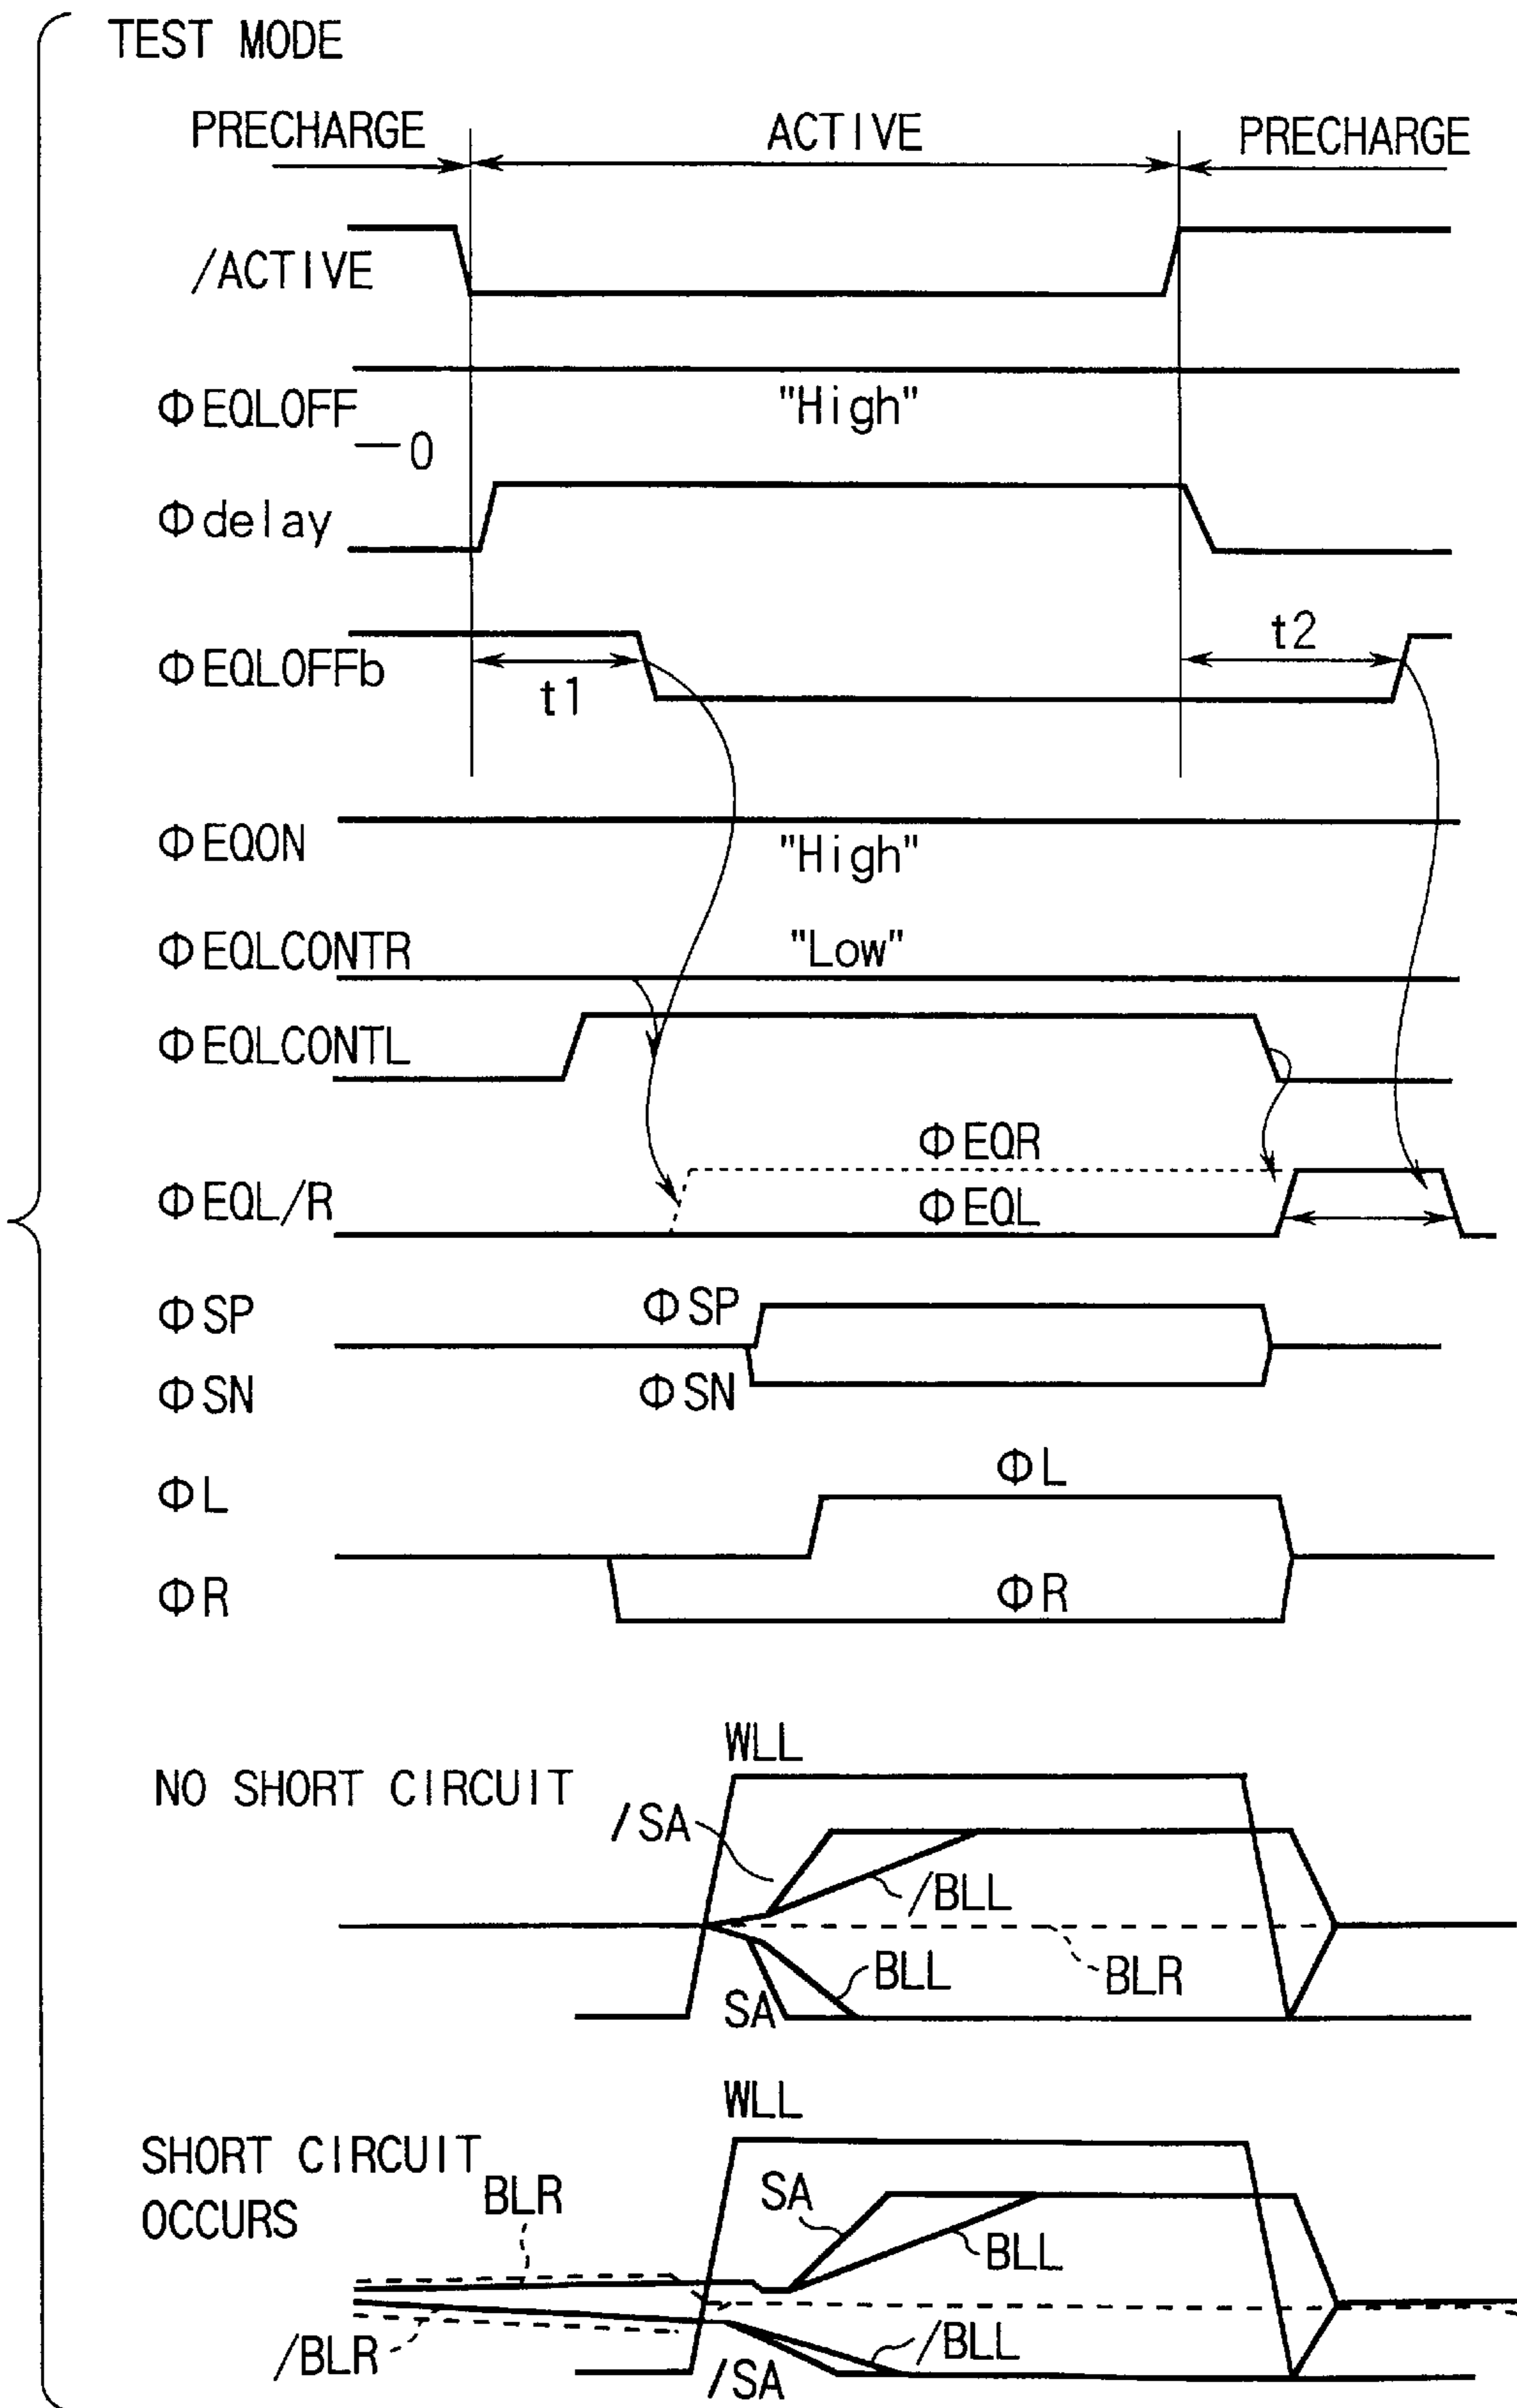 TEST MODE
PRECHARGE ACTIVE PRECHARGE
/ACTIVE
ΦEQLOFF "High"
0
Φdelay
ΦEQLOFFb t1 t2
ΦEQON "High"
ΦEQLCONTR "Low"
ΦEQLCONTL
ΦEQR
ΦEQL/R ΦEQL
ΦSP ΦSP
ΦSN ΦSN
ΦL ΦL
ΦR ΦR
WLL
NO SHORT CIRCUIT /SA
/BLL
BLL BLR
SA
WLL
SHORT CIRCUIT
OCCURS BLR SA
BLL
/BLR /BLL
/SA